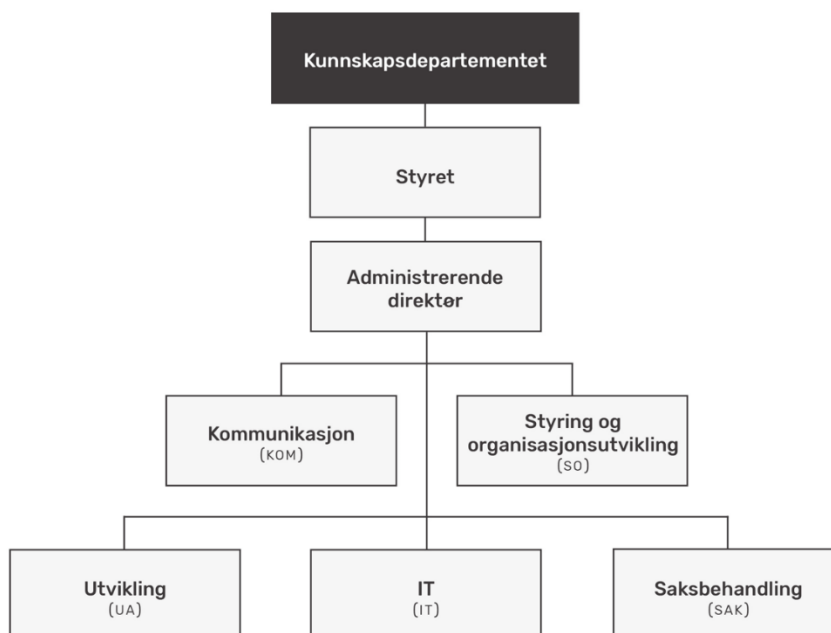 Kunnskapsdepartementet
Styret
Administrerende
direktør
Kommunikasjon
(KOM)
Styring og
organisasjonsutvikling
(SO)
Utvikling
(UA)
IT
(IT)
Saksbehandling
(SAK)